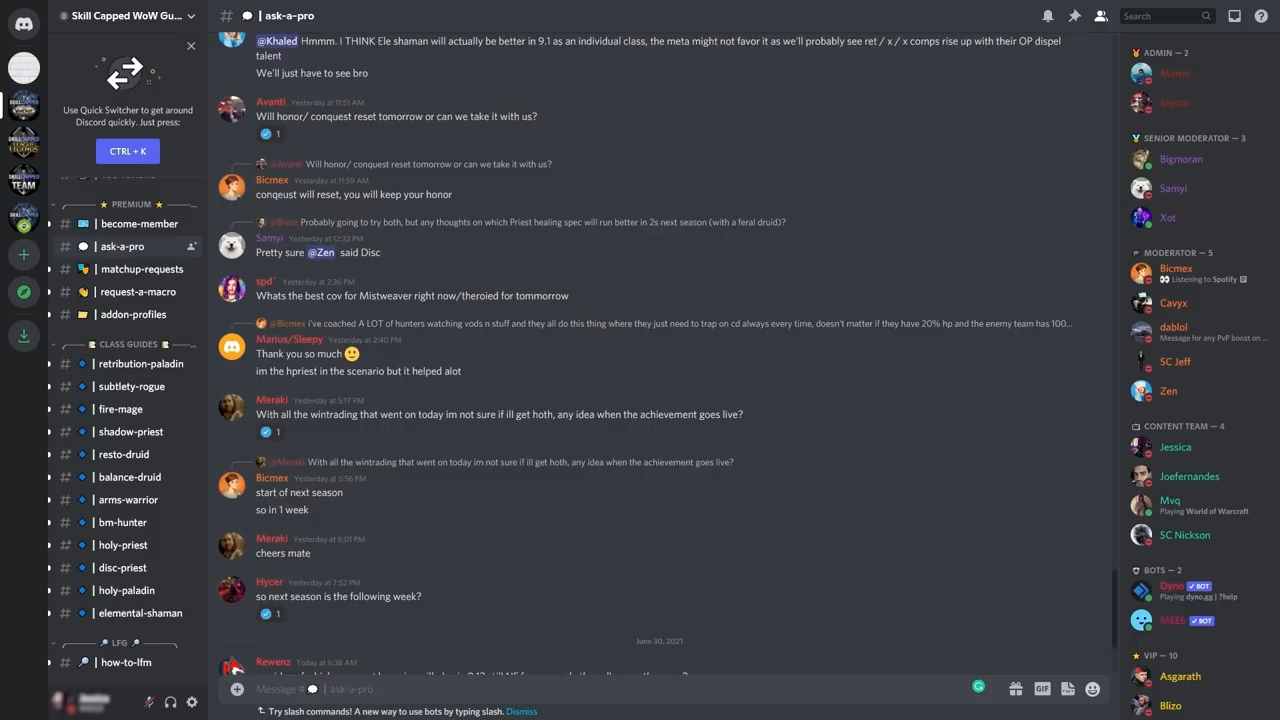 Skill Capped WoW Gu...
Use Quick Switcher to get around
Discord quickly. Just press:
CTRL + K
PREMIUM
# | become-member
# | ask-a-pro
# | matchup-requests
# | request-a-macro
# | addon-profiles
CLASS GUIDES
# | retribution-paladin
# | subtlety-rogue
# | fire-mage
# | shadow-priest
# | resto-druid
# | balance-druid
# | arms-warrior
# | bm-hunter
# | holy-priest
# | disc-priest
# | holy-paladin
# | elemental-shaman
LFG
# | how-to-lfm
# | ask-a-pro
Search
@Khaled Hmmm. I THINK Ele shaman will actually be better in 9.1 as an individual class, the meta might not favor it as we'll probably see ret / x / x comps rise up with their OP dispel
talent
We'll just have to see bro
Avanti Yesterday at 11:51 AM
Will honor/ conquest reset tomorrow or can we take it with us?
1
@Avanti Will honor/ conquest reset tomorrow or can we take it with us?
Bicmex Yesterday at 11:59 AM
conqeust will reset, you will keep your honor
@Blaze Probably going to try both, but any thoughts on which Priest healing spec will run better in 2s next season (with a feral druid)?
Samyi Yesterday at 12:33 PM
Pretty sure @Zen said Disc
spd Yesterday at 2:36 PM
Whats the best cov for Mistweaver right now/theroied for tommorrow
@Bicmex i've coached A LOT of hunters watching vods n stuff and they all do this thing where they just need to trap on cd always every time, doesn't matter if they have 20% hp and the enemy team has 100...
Marius/Sleepy Yesterday at 2:40 PM
Thank you so much
im the hpriest in the scenario but it helped alot
Meraki Yesterday at 5:17 PM
With all the wintrading that went on today im not sure if ill get hoth, any idea when the achievement goes live?
1
@Meraki With all the wintrading that went on today im not sure if ill get hoth, any idea when the achievement goes live?
Bicmex Yesterday at 5:56 PM
start of next season
so in 1 week
Meraki Yesterday at 6:01 PM
cheers mate
Hycer Yesterday at 7:52 PM
so next season is the following week?
1
June 30, 2021
Rewenz Today at 6:38 AM
Message # | ask-a-pro
GIF
Try slash commands! A new way to use bots by typing slash. Dismiss
ADMIN — 2
SENIOR MODERATOR — 3
Bigmoran
Samyi
Xot
MODERATOR — 5
Bicmex
Listening to Spotify
Cavyx
dablol
Message for any PvP boost on ...
SC Jeff
Zen
CONTENT TEAM — 4
Jessica
Joefernandes
Mvq
Playing World of Warcraft
SC Nickson
BOTS — 2
Dyno BOT
Playing dyno.gg | ?help
MEE6 BOT
VIP — 10
Asgarath
Blizo